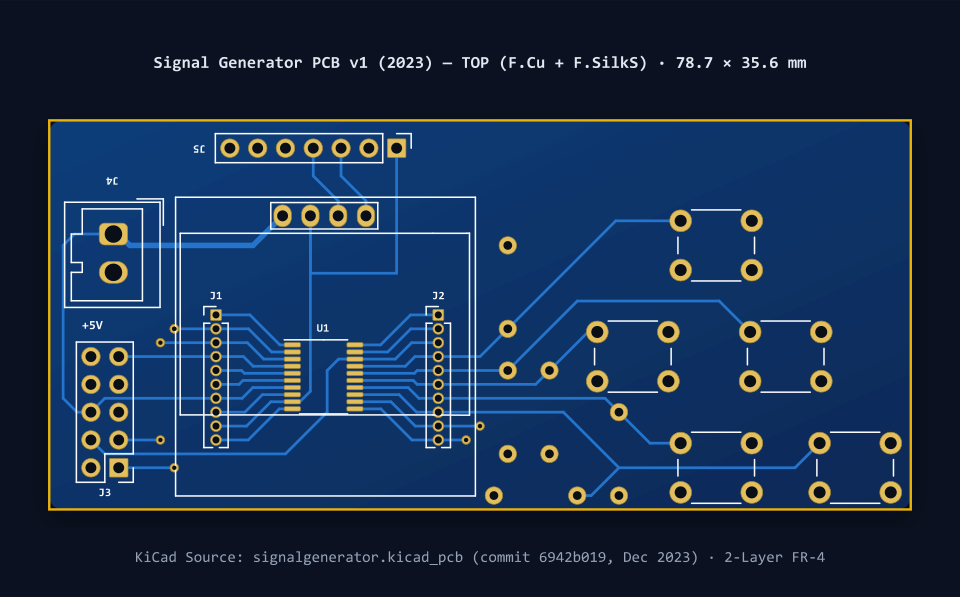 Signal Generator PCB v1 (2023) — TOP (F.Cu + F.SilkS) · 78.7 × 35.6 mm
J5
J4
J1
J2
U1
+5V
J3
KiCad Source: signalgenerator.kicad_pcb (commit 6942b019, Dec 2023) · 2-Layer FR-4